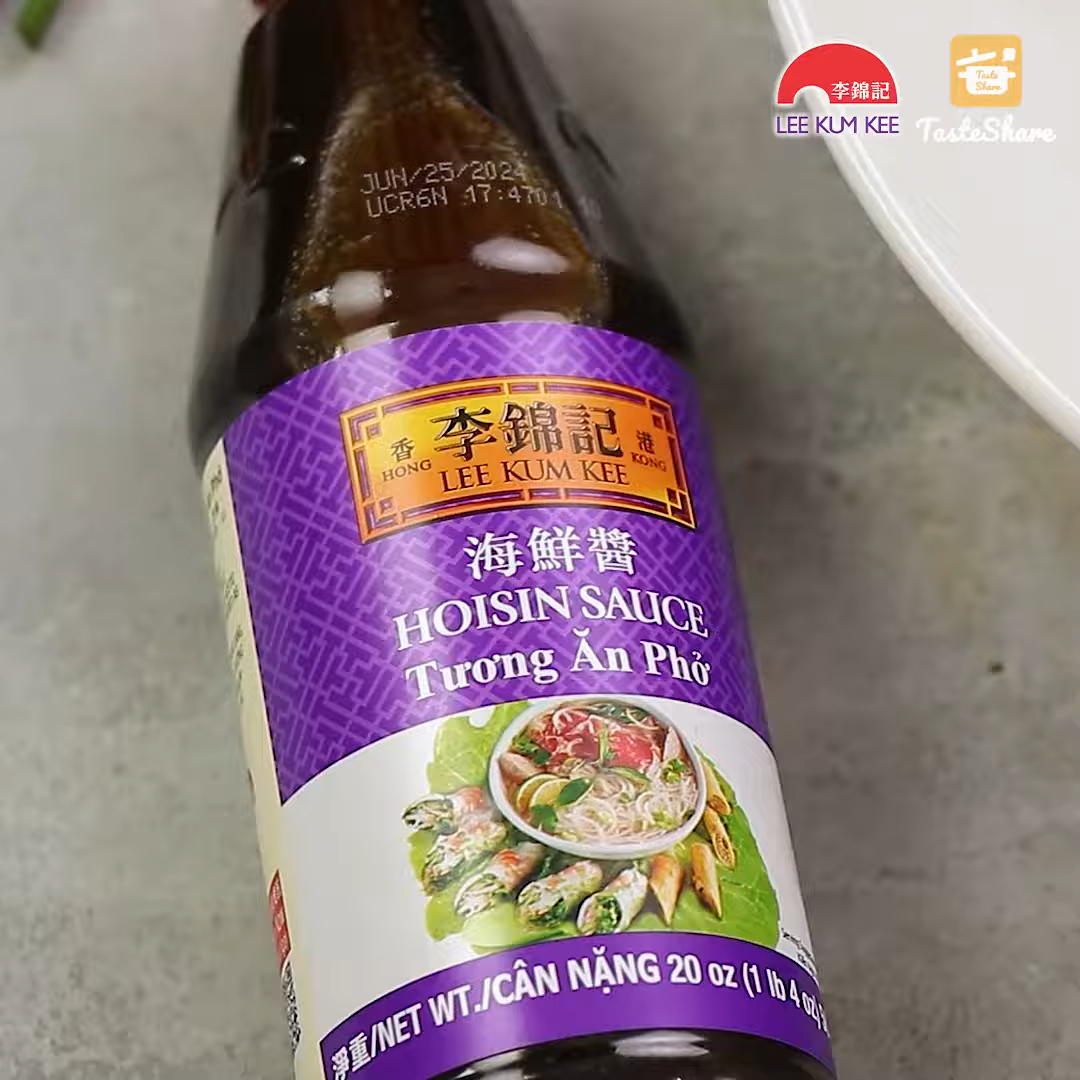 李錦記
LEE KUM KEE
Taste
Share
TasteShare
JUN/25/2024
UCR6N 17:4701
香 李錦記 港
HONG LEE KUM KEE KONG
海鮮醬
HOISIN SAUCE
Tương Ăn Phở
淨重/NET WT./CÂN NẶNG 20 oz (1 lb 4 oz)